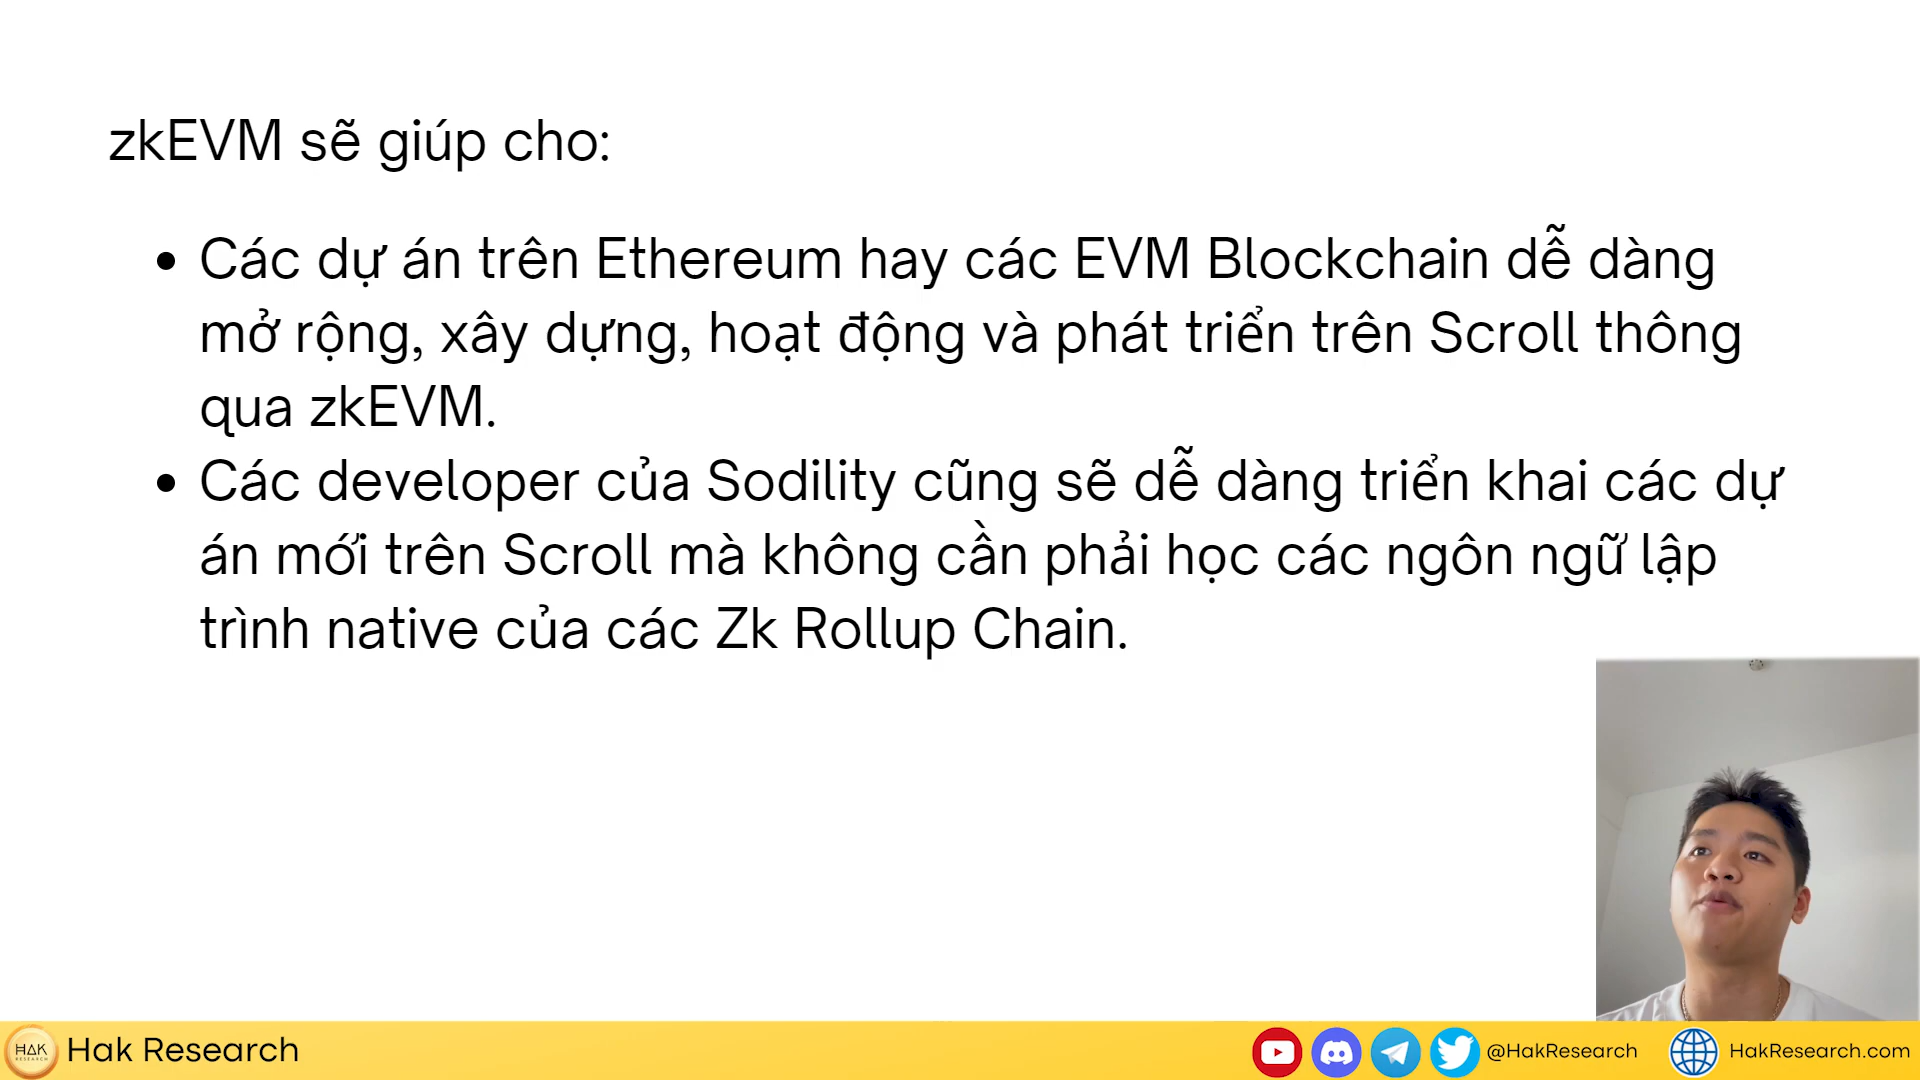 zkEVM sẽ giúp cho:
• Các dự án trên Ethereum hay các EVM Blockchain dễ dàng
mở rộng, xây dựng, hoạt động và phát triển trên Scroll thông
qua zkEVM.
• Các developer của Sodility cũng sẽ dễ dàng triển khai các dự
án mới trên Scroll mà không cần phải học các ngôn ngữ lập
trình native của các Zk Rollup Chain.
HAK
RESEARCH
Hak Research
@HakResearch
HakResearch.com